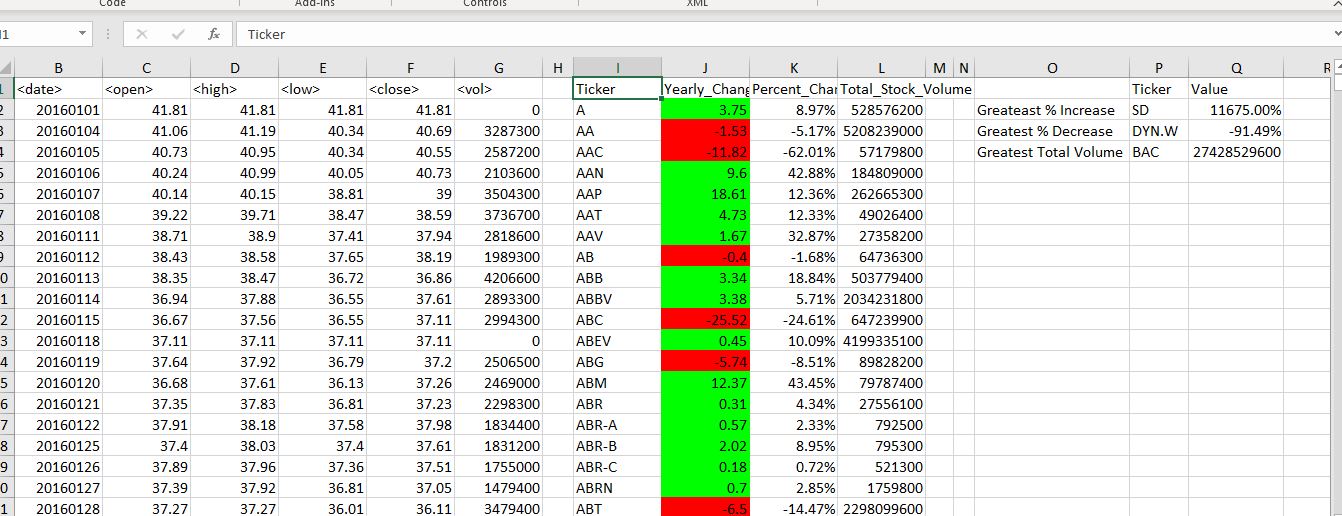 Code Add-ins Controls XML
I1 fx Ticker
B C D E F G H I J K L M N O P Q R
1 <date> <open> <high> <low> <close> <vol> Ticker Yearly_Chang Percent_Chan Total_Stock_Volume Ticker Value
2 20160101 41.81 41.81 41.81 41.81 0 A 3.75 8.97% 528576200 Greateast % Increase SD 11675.00%
3 20160104 41.06 41.19 40.34 40.69 3287300 AA -1.53 -5.17% 5208239000 Greatest % Decrease DYN.W -91.49%
4 20160105 40.73 40.95 40.34 40.55 2587200 AAC -11.82 -62.01% 57179800 Greatest Total Volume BAC 27428529600
5 20160106 40.24 40.99 40.05 40.73 2103600 AAN 9.6 42.88% 184809000
6 20160107 40.14 40.15 38.81 39 3504300 AAP 18.61 12.36% 262665300
7 20160108 39.22 39.71 38.47 38.59 3736700 AAT 4.73 12.33% 49026400
8 20160111 38.71 38.9 37.41 37.94 2818600 AAV 1.67 32.87% 27358200
9 20160112 38.43 38.58 37.65 38.19 1989300 AB -0.4 -1.68% 64736300
0 20160113 38.35 38.47 36.72 36.86 4206600 ABB 3.34 18.84% 503779400
1 20160114 36.94 37.88 36.55 37.61 2893300 ABBV 3.38 5.71% 2034231800
2 20160115 36.67 37.56 36.55 37.11 2994300 ABC -25.52 -24.61% 647239900
3 20160118 37.11 37.11 37.11 37.11 0 ABEV 0.45 10.09% 4199335100
4 20160119 37.64 37.92 36.79 37.2 2506500 ABG -5.74 -8.51% 89828200
5 20160120 36.68 37.61 36.13 37.26 2469000 ABM 12.37 43.45% 79787400
6 20160121 37.35 37.83 36.81 37.23 2298300 ABR 0.31 4.34% 27556100
7 20160122 37.91 38.18 37.58 37.98 1834400 ABR-A 0.57 2.33% 792500
8 20160125 37.4 38.03 37.4 37.61 1831200 ABR-B 2.02 8.95% 795300
9 20160126 37.89 37.96 37.36 37.51 1755000 ABR-C 0.18 0.72% 521300
0 20160127 37.39 37.92 36.81 37.05 1479400 ABRN 0.7 2.85% 1759800
1 20160128 37.27 37.27 36.01 36.11 3479400 ABT -6.5 -14.47% 2298099600